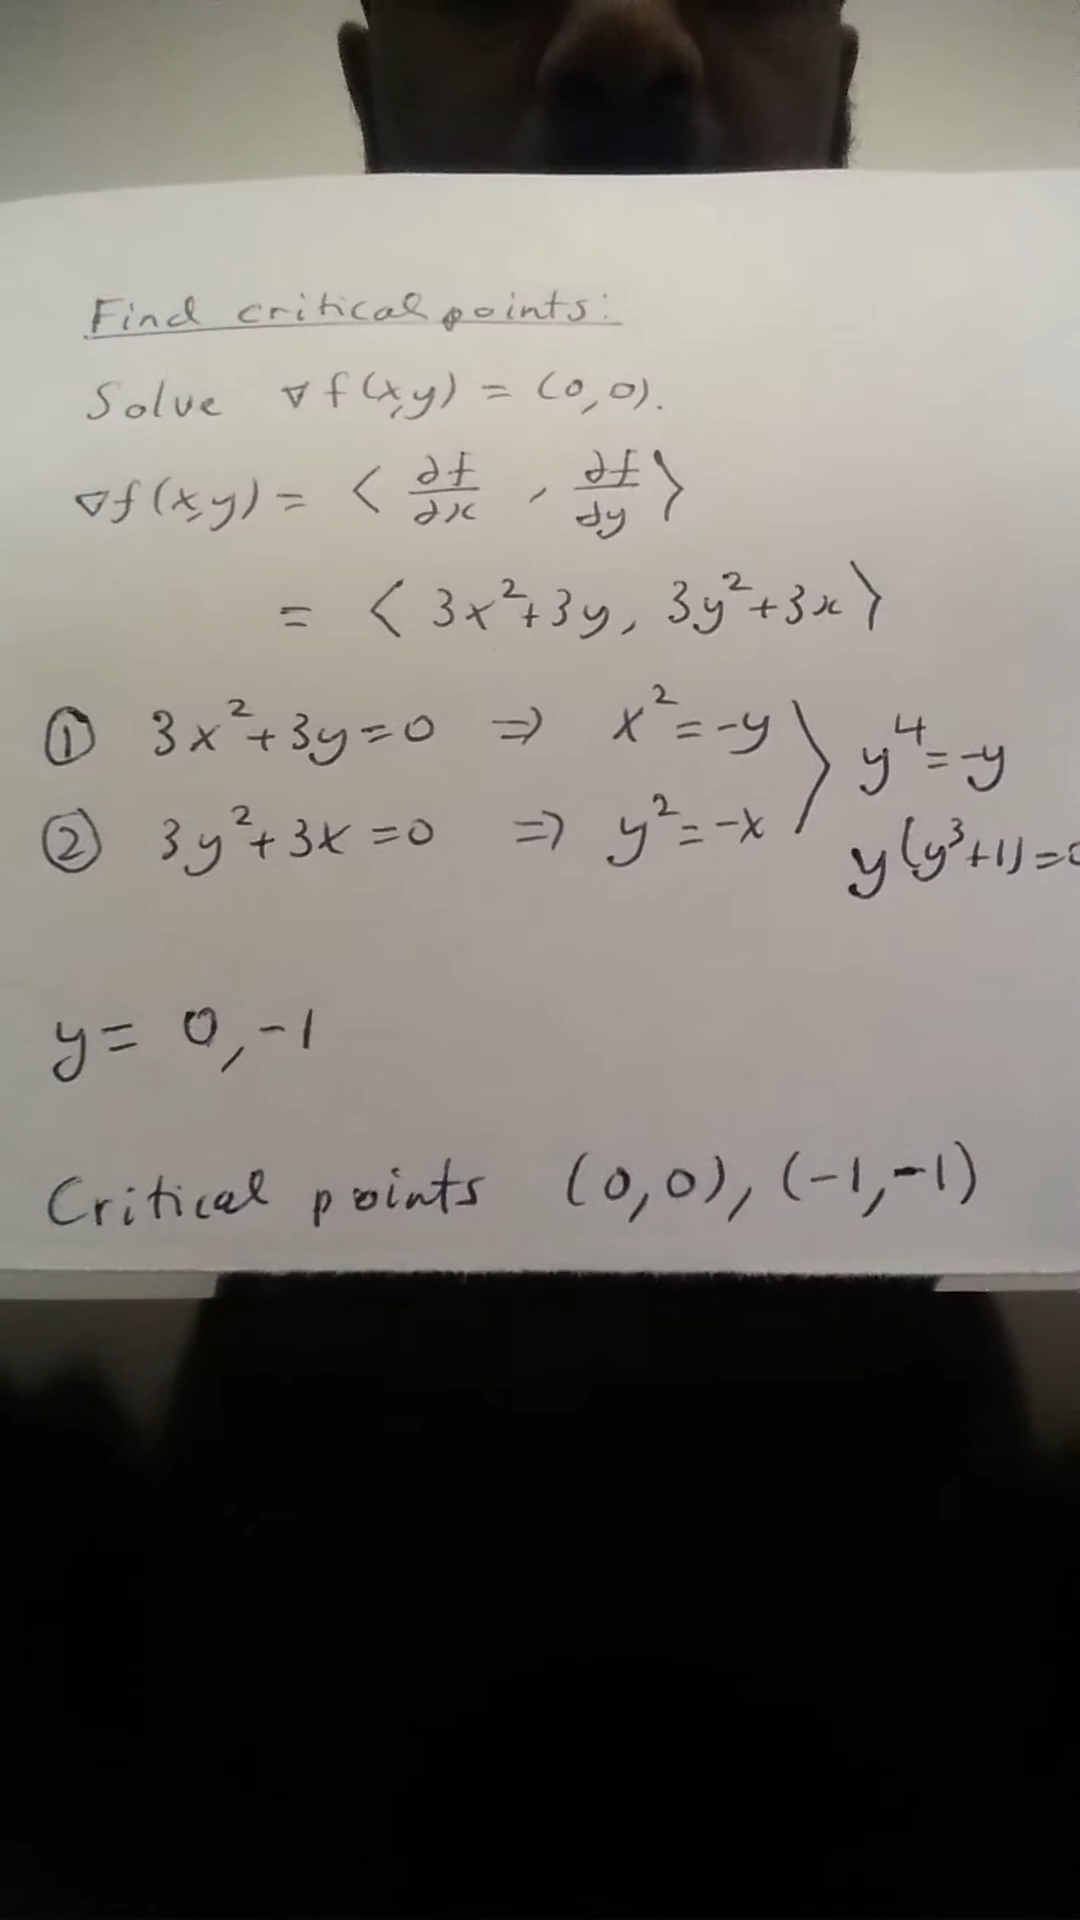 Find critical points:
Solve ∇f(x,y) = (0,0).
∇f(x,y) = ⟨ ∂f/∂x , ∂f/∂y ⟩
= ⟨ 3x²+3y, 3y²+3x ⟩
① 3x²+3y=0 ⇒ x²=-y ⟩ y⁴=-y
② 3y²+3x=0 ⇒ y²=-x y(y³+1)=0
y= 0,-1
Critical points (0,0), (-1,-1)